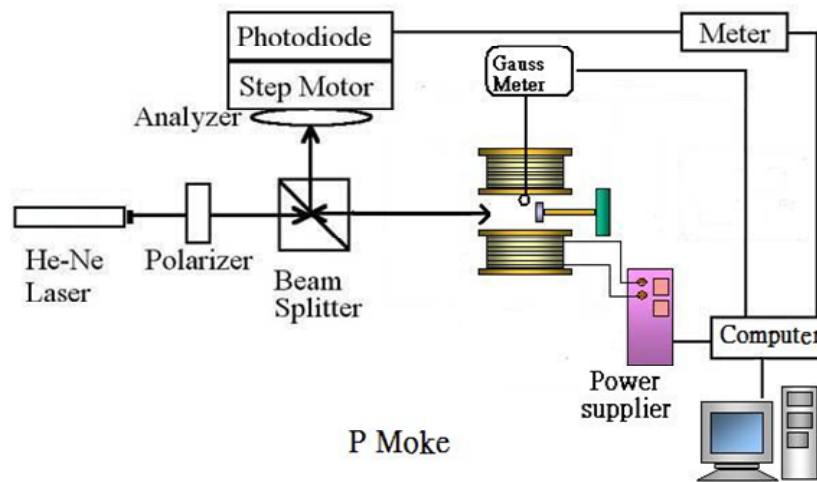 Photodiode
Meter
Gauss
Meter
Step Motor
Analyzer
He-Ne
Laser
Polarizer
Beam
Splitter
Computer
Power
supplier
P Moke